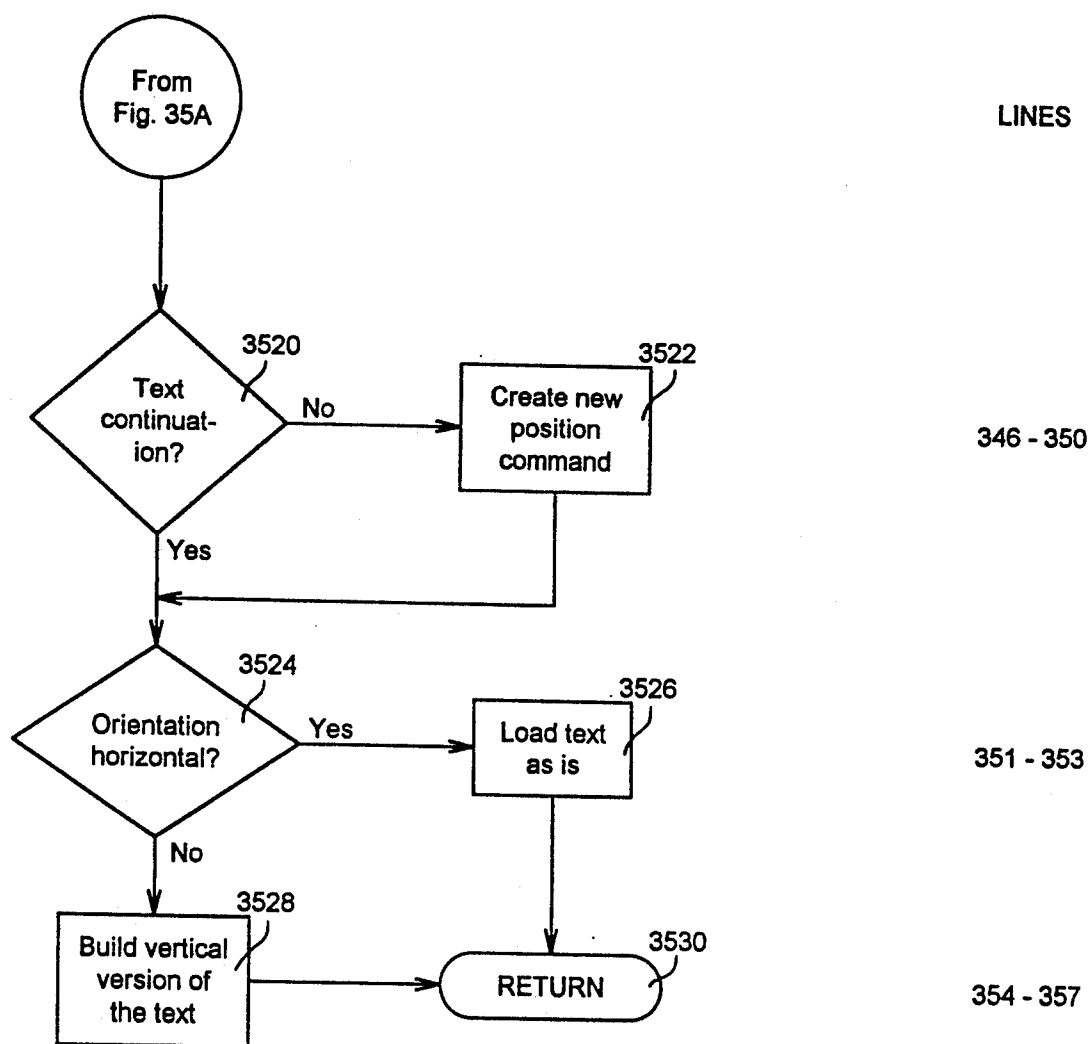 From
Fig. 35A
LINES
3520
Text
continuat-
ion?
No
3522
Create new
position
command
346 - 350
Yes
3524
Orientation
horizontal?
Yes
3526
Load text
as is
351 - 353
No
3528
Build vertical
version of
the text
3530
RETURN
354 - 357